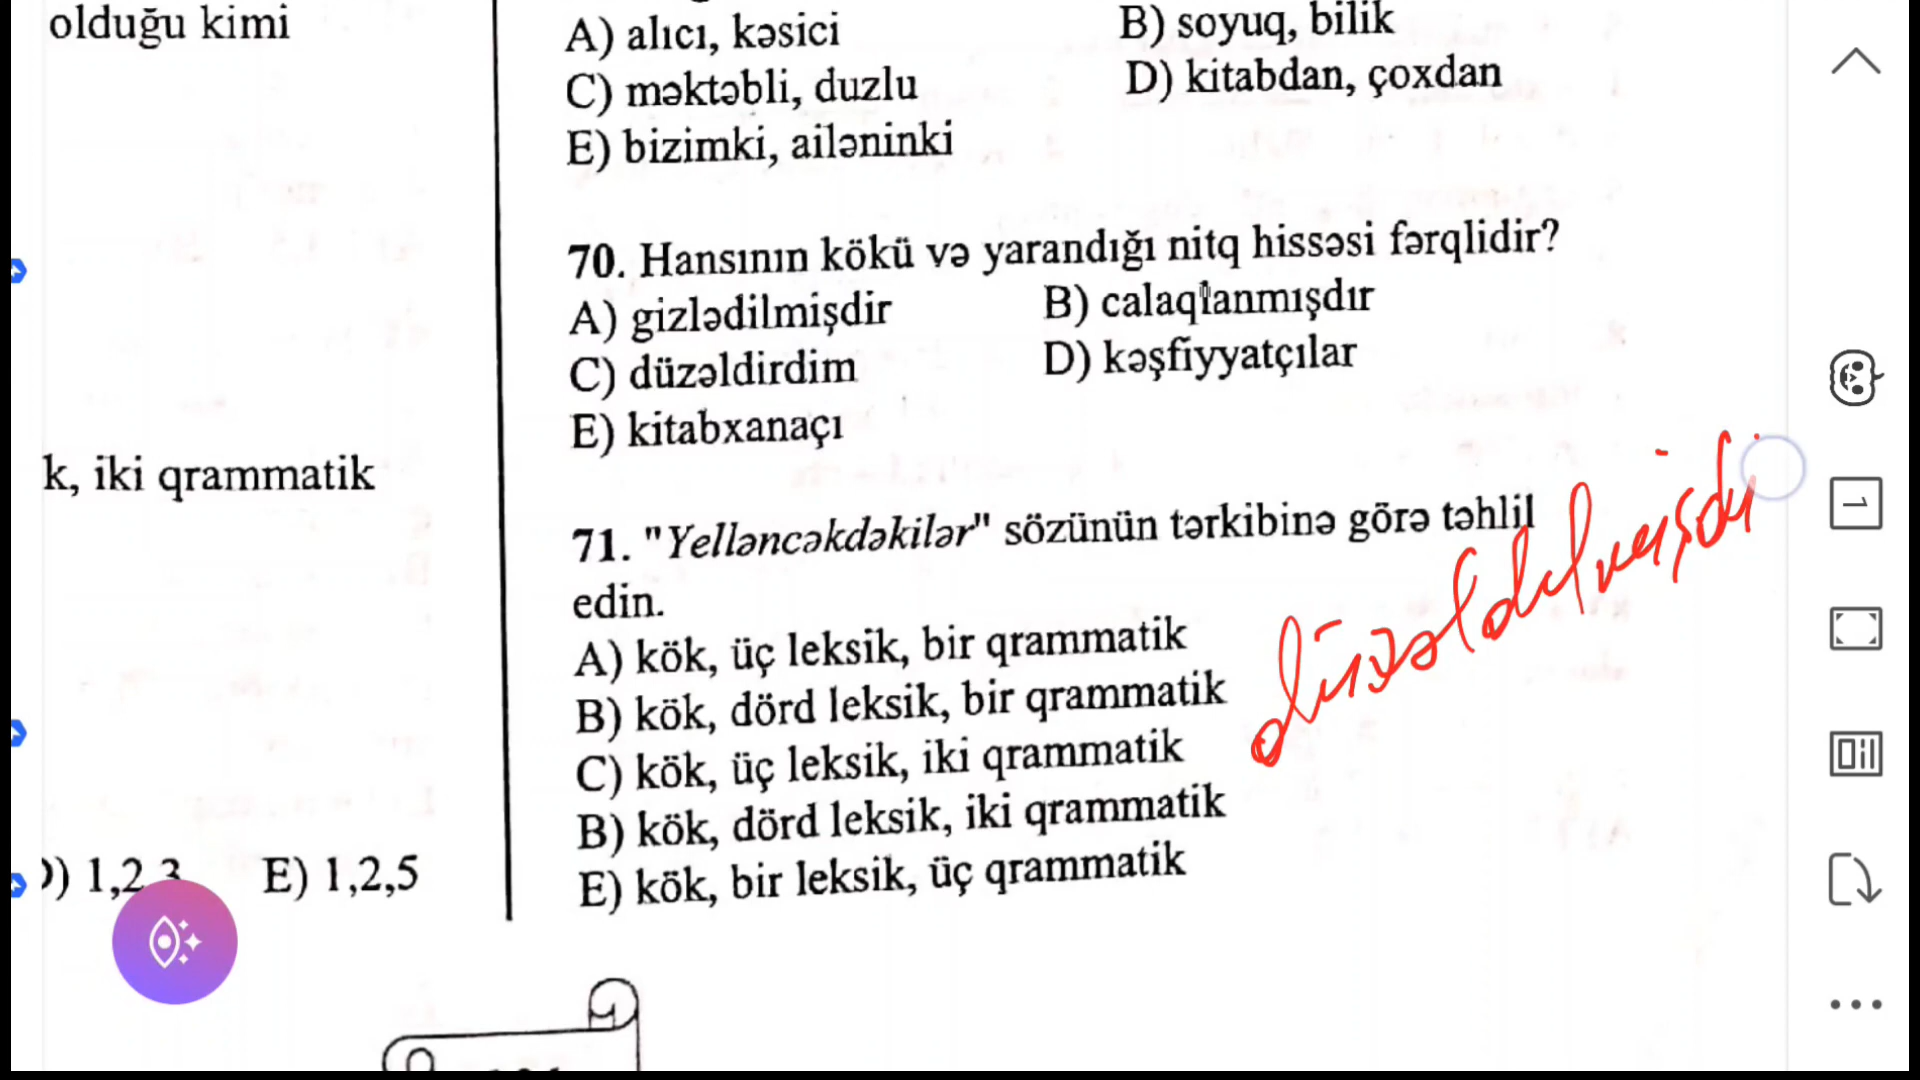 olduğu kimi
k, iki qrammatik
1,2,3 E) 1,2,5
A) alıcı, kəsici B) soyuq, bilik
C) məktəbli, duzlu D) kitabdan, çoxdan
E) bizimki, ailəninki
70. Hansının kökü və yarandığı nitq hissəsi fərqlidir?
A) gizlədilmişdir B) calaqlanmışdır
C) düzəldirdim D) kəşfiyyatçılar
E) kitabxanaçı
71. "Yelləncəkdəkilər" sözünün tərkibinə görə təhlil
edin.
A) kök, üç leksik, bir qrammatik
B) kök, dörd leksik, bir qrammatik
C) kök, üç leksik, iki qrammatik
B) kök, dörd leksik, iki qrammatik
E) kök, bir leksik, üç qrammatik